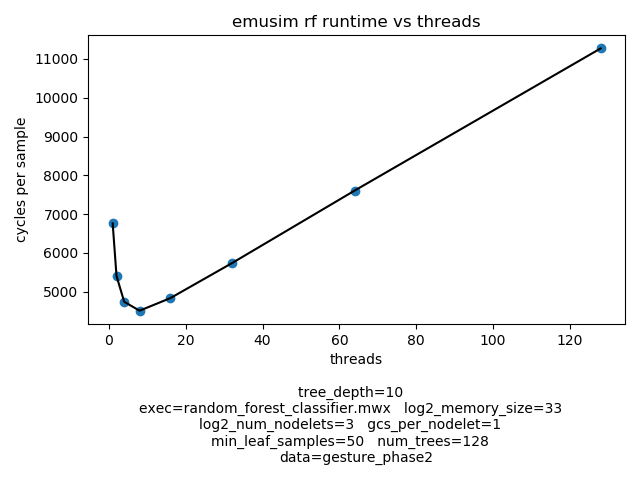 emusim rf runtime vs threads
11000
10000
9000
8000
7000
6000
5000
cycles per sample
0 20 40 60 80 100 120
threads
tree_depth=10
exec=random_forest_classifier.mwx log2_memory_size=33
log2_num_nodelets=3 gcs_per_nodelet=1
min_leaf_samples=50 num_trees=128
data=gesture_phase2